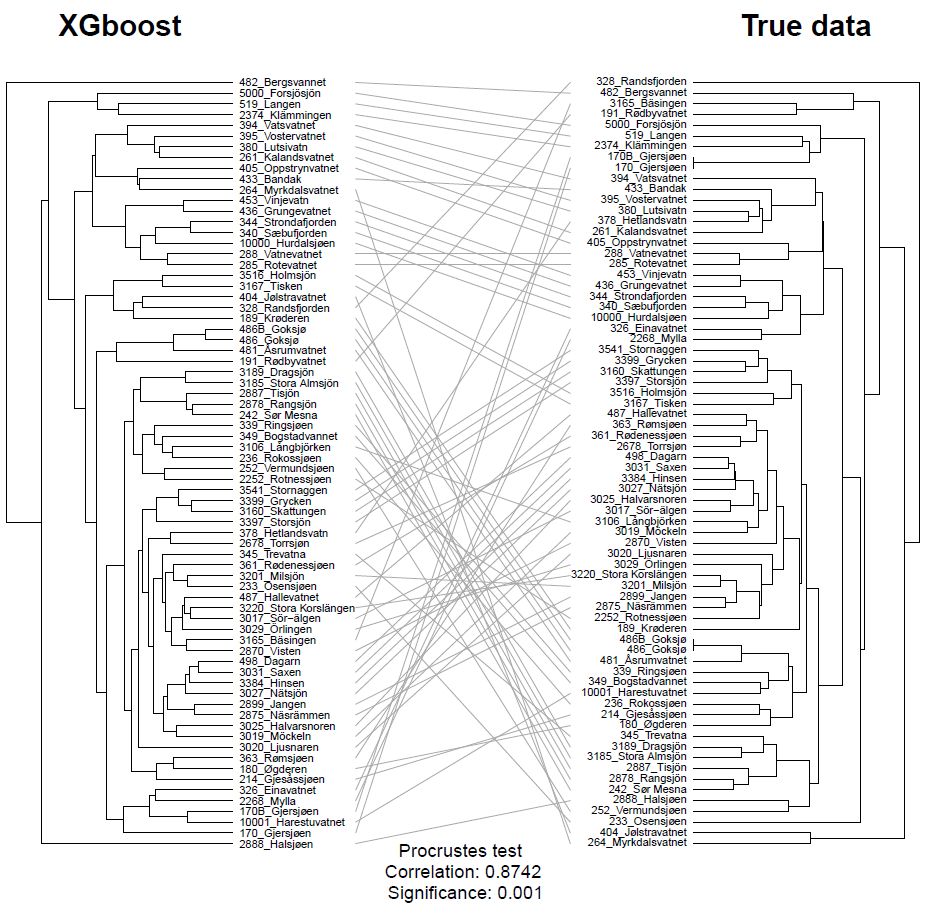 XGboost
True data
482_Bergsvannet
5000_Forsjösjön
519_Langen
2374_Klämmingen
394_Vatsvatnet
395_Vostervatnet
380_Lutsivatn
261_Kalandsvatnet
405_Oppstrynvatnet
433_Bandak
264_Myrkdalsvatnet
453_Vinjevatn
436_Grungevatnet
344_Strondafjorden
340_Sæbufjorden
10000_Hurdalsjøen
288_Vatnevatnet
285_Rotevatnet
3516_Holmsjön
3167_Tisken
404_Jølstravatnet
328_Randsfjorden
189_Krøderen
486B_Goksjø
486_Goksjø
481_Åsrumvatnet
191_Rødbyvatnet
3189_Dragsjön
3185_Stora Almsjön
2887_Tisjön
2878_Rangsjön
242_Sør Mesna
339_Ringsjøen
349_Bogstadvannet
3106_Långbjörken
236_Rokossjøen
252_Vermundsjøen
2252_Rotnessjøen
3541_Stornaggen
3399_Grycken
3160_Skattungen
3397_Storsjön
378_Hetlandsvatn
2678_Torrsjøn
345_Trevatna
361_Rødenessjøen
3201_Milsjön
233_Osensjøen
487_Hallevatnet
3220_Stora Korslängen
3017_Sör−älgen
3029_Örlingen
3165_Bäsingen
2870_Visten
498_Dagarn
3031_Saxen
3384_Hinsen
3027_Nätsjön
2899_Jangen
2875_Näsrämmen
3025_Halvarsnoren
3019_Möckeln
3020_Ljusnaren
363_Rømsjøen
180_Øgderen
214_Gjesåssjøen
326_Einavatnet
2268_Mylla
170B_Gjersjøen
10001_Harestuvatnet
170_Gjersjøen
2888_Halsjøen
328_Randsfjorden
482_Bergsvannet
3165_Bäsingen
191_Rødbyvatnet
5000_Forsjösjön
519_Langen
2374_Klämmingen
170B_Gjersjøen
170_Gjersjøen
394_Vatsvatnet
433_Bandak
395_Vostervatnet
380_Lutsivatn
378_Hetlandsvatn
261_Kalandsvatnet
405_Oppstrynvatnet
288_Vatnevatnet
285_Rotevatnet
453_Vinjevatn
436_Grungevatnet
344_Strondafjorden
340_Sæbufjorden
10000_Hurdalsjøen
326_Einavatnet
2268_Mylla
3541_Stornaggen
3399_Grycken
3160_Skattungen
3397_Storsjön
3516_Holmsjön
3167_Tisken
487_Hallevatnet
363_Rømsjøen
361_Rødenessjøen
2678_Torrsjøn
498_Dagarn
3031_Saxen
3384_Hinsen
3027_Nätsjön
3025_Halvarsnoren
3017_Sör−älgen
3106_Långbjörken
3019_Möckeln
2870_Visten
3020_Ljusnaren
3029_Örlingen
3220_Stora Korslängen
3201_Milsjön
2899_Jangen
2875_Näsrämmen
2252_Rotnessjøen
189_Krøderen
486B_Goksjø
486_Goksjø
481_Åsrumvatnet
339_Ringsjøen
349_Bogstadvannet
10001_Harestuvatnet
236_Rokossjøen
214_Gjesåssjøen
180_Øgderen
345_Trevatna
3189_Dragsjön
3185_Stora Almsjön
2887_Tisjön
2878_Rangsjön
242_Sør Mesna
2888_Halsjøen
252_Vermundsjøen
233_Osensjøen
404_Jølstravatnet
264_Myrkdalsvatnet
Procrustes test
Correlation: 0.8742
Significance: 0.001